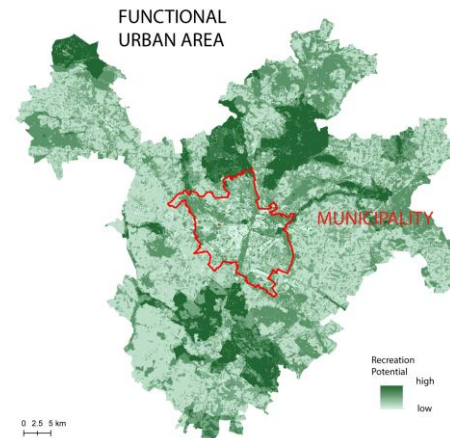 FUNCTIONAL
URBAN AREA
MUNICIPALITY
Recreation
Potential
high
low
0 2.5 5 km